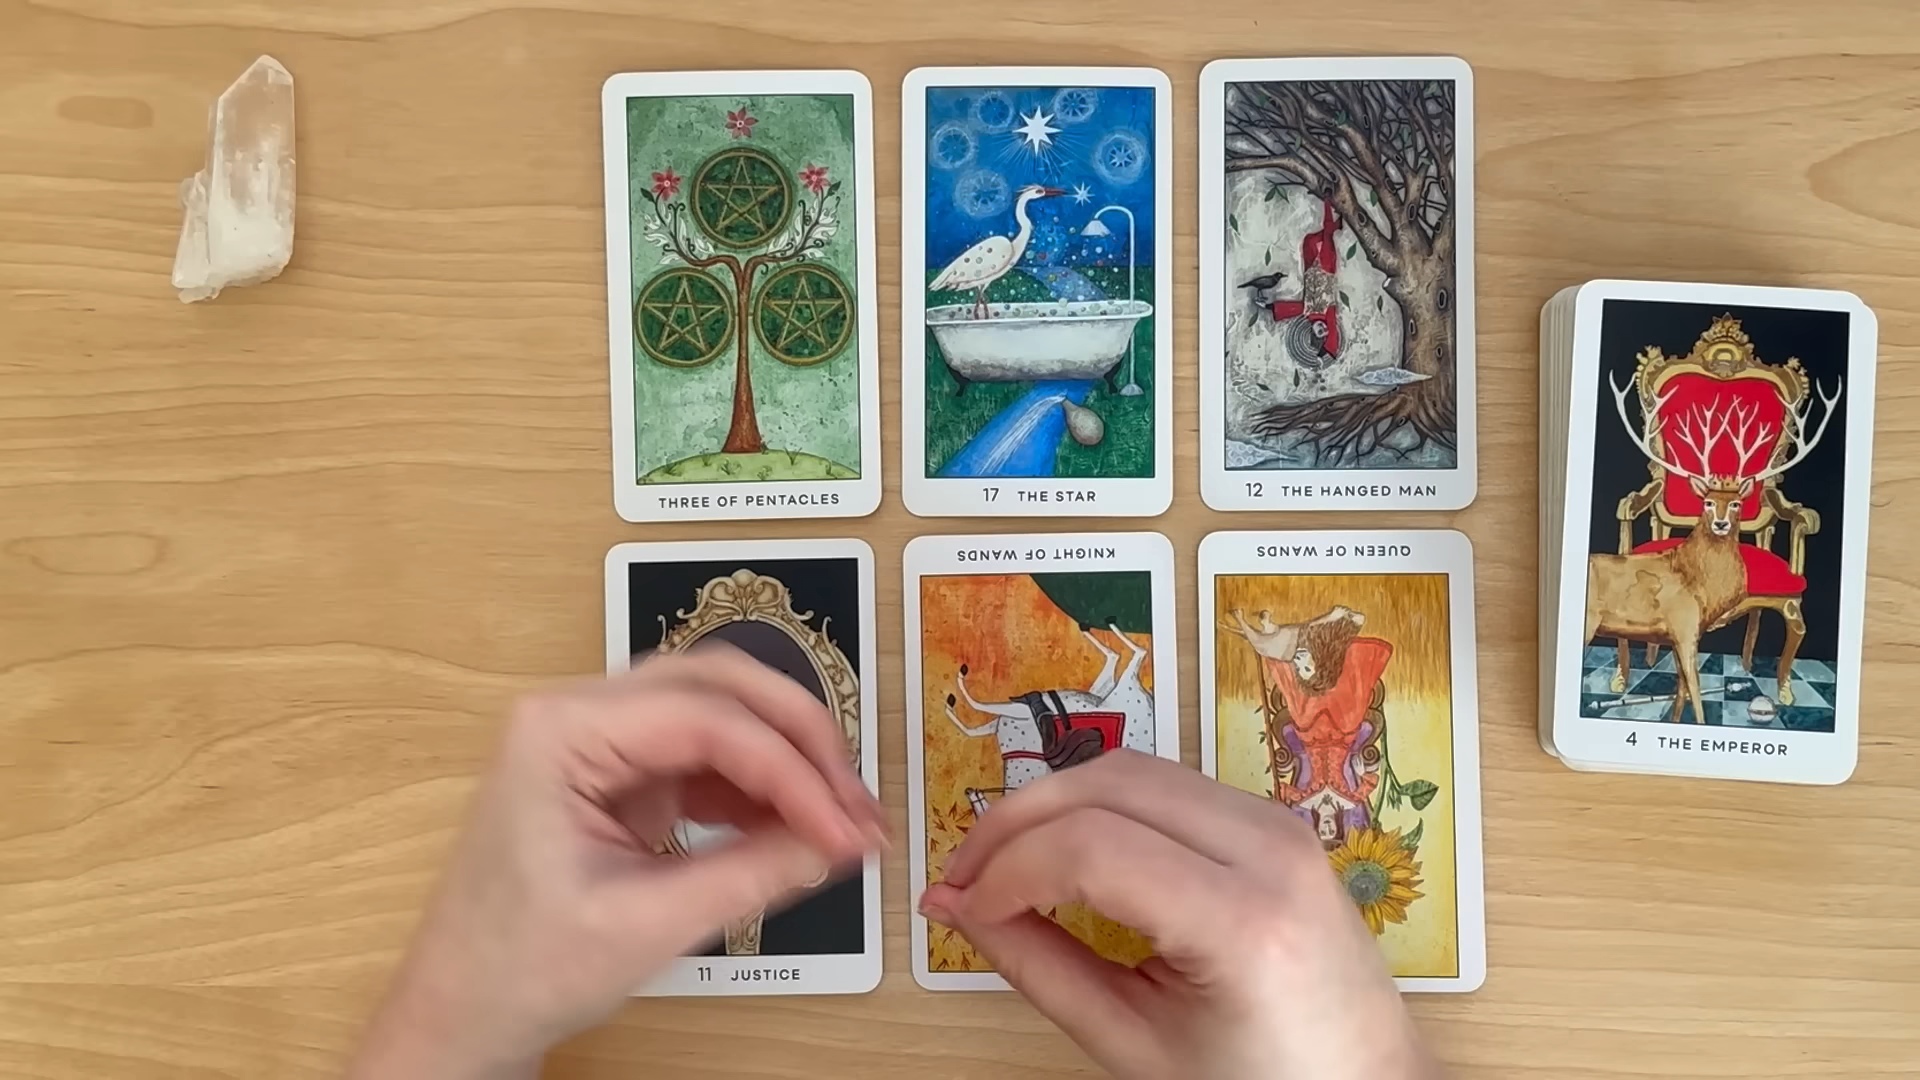 THREE OF PENTACLES
17 THE STAR
12 THE HANGED MAN
KNIGHT OF WANDS
QUEEN OF WANDS
4 THE EMPEROR
11 JUSTICE